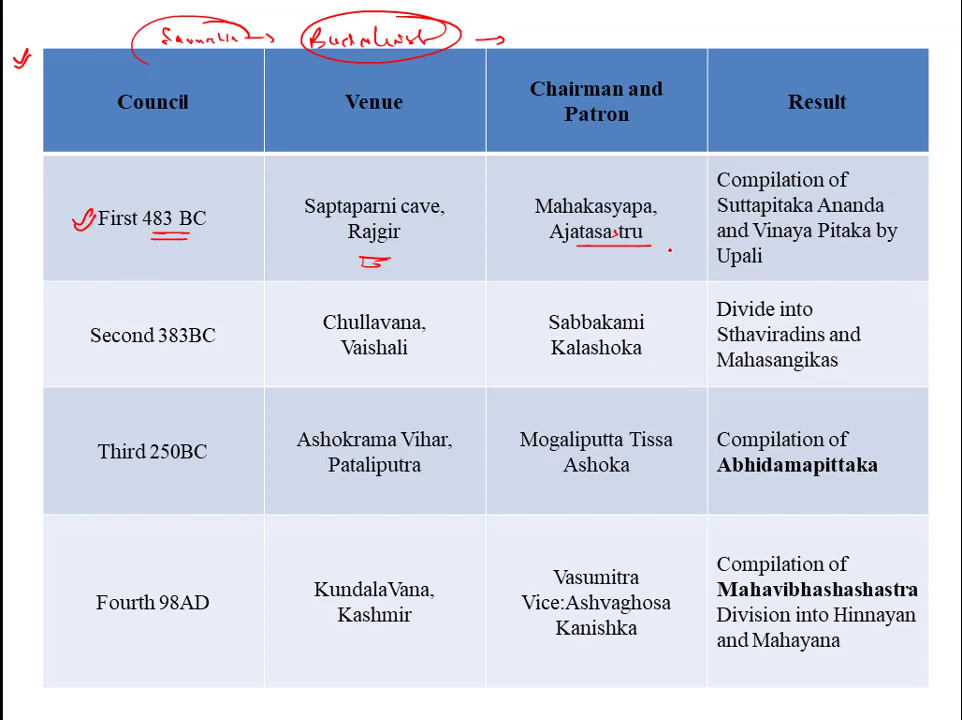 Buddhist
Council
Venue
Chairman and
Patron
Result
First 483 BC
Saptaparni cave,
Rajgir
Mahakasyapa,
Ajatasastru
Compilation of
Suttapitaka Ananda
and Vinaya Pitaka by
Upali
Second 383BC
Chullavana,
Vaishali
Sabbakami
Kalashoka
Divide into
Sthaviradins and
Mahasangikas
Third 250BC
Ashokrama Vihar,
Pataliputra
Mogaliputta Tissa
Ashoka
Compilation of
Abhidamapittaka
Fourth 98AD
KundalaVana,
Kashmir
Vasumitra
Vice:Ashvaghosa
Kanishka
Compilation of
Mahavibhashashastra
Division into Hinnayan
and Mahayana